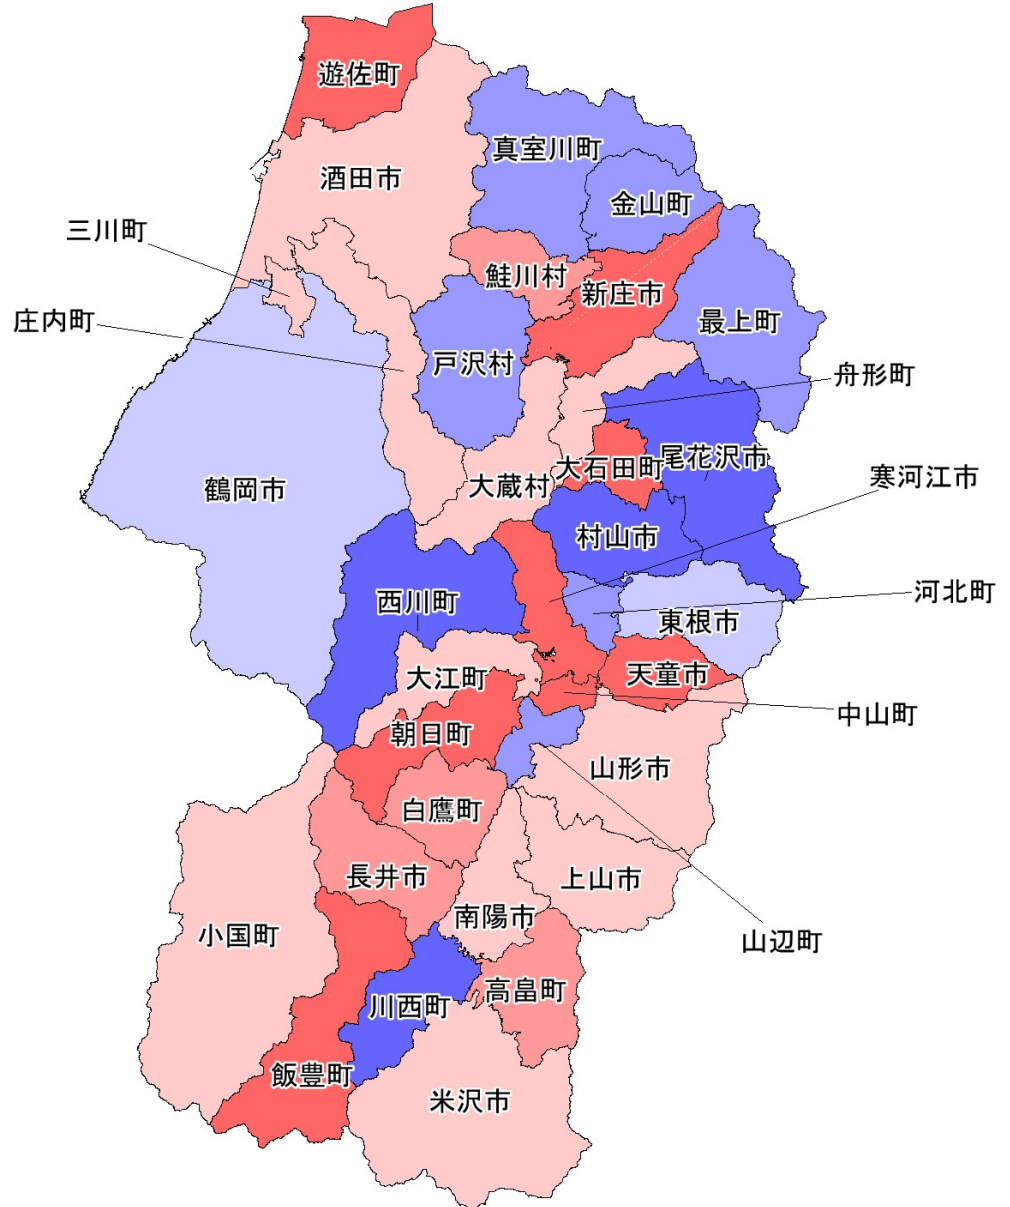 遊佐町
真室川町
酒田市
金山町
三川町
鮭川村
新庄市
庄内町
最上町
戸沢村
舟形町
尾花沢市
大石田町
寒河江市
大蔵村
鶴岡市
村山市
河北町
西川町
東根市
天童市
大江町
中山町
朝日町
山形市
白鷹町
長井市
上山市
南陽市
小国町
山辺町
高畠町
川西町
飯豊町
米沢市